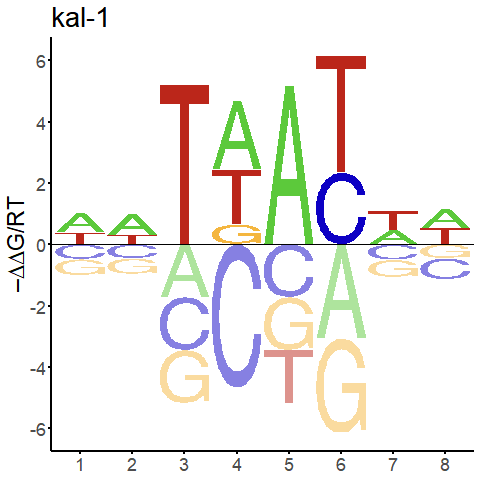 kal-1
−ΔΔG/RT
6
4
2
0
-2
-4
-6
A A T A A T T A
T T T C A T
G
C C A C C A C G
G G C G G G C
G T
1 2 3 4 5 6 7 8